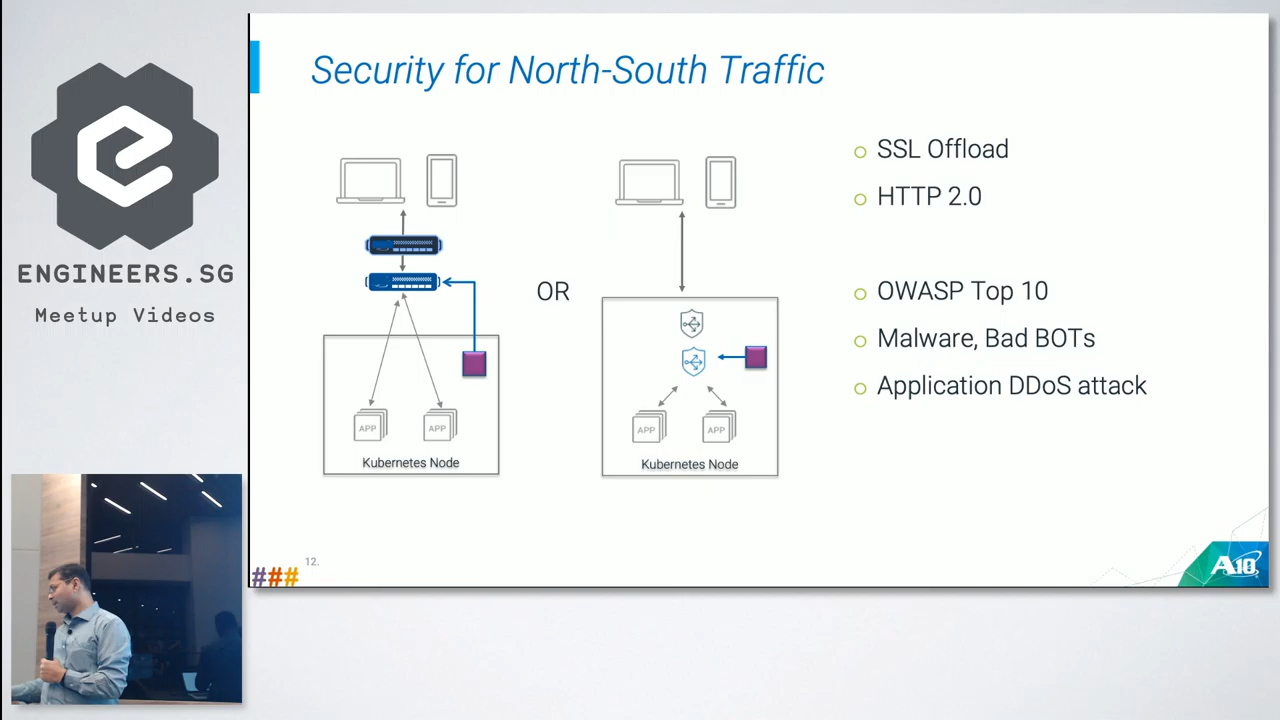 ENGINEERS.SG
Meetup Videos
Security for North-South Traffic
SSL Offload
HTTP 2.0
OWASP Top 10
Malware, Bad BOTs
Application DDoS attack
OR
APP
APP
Kubernetes Node
APP
APP
Kubernetes Node
12.
###
A10